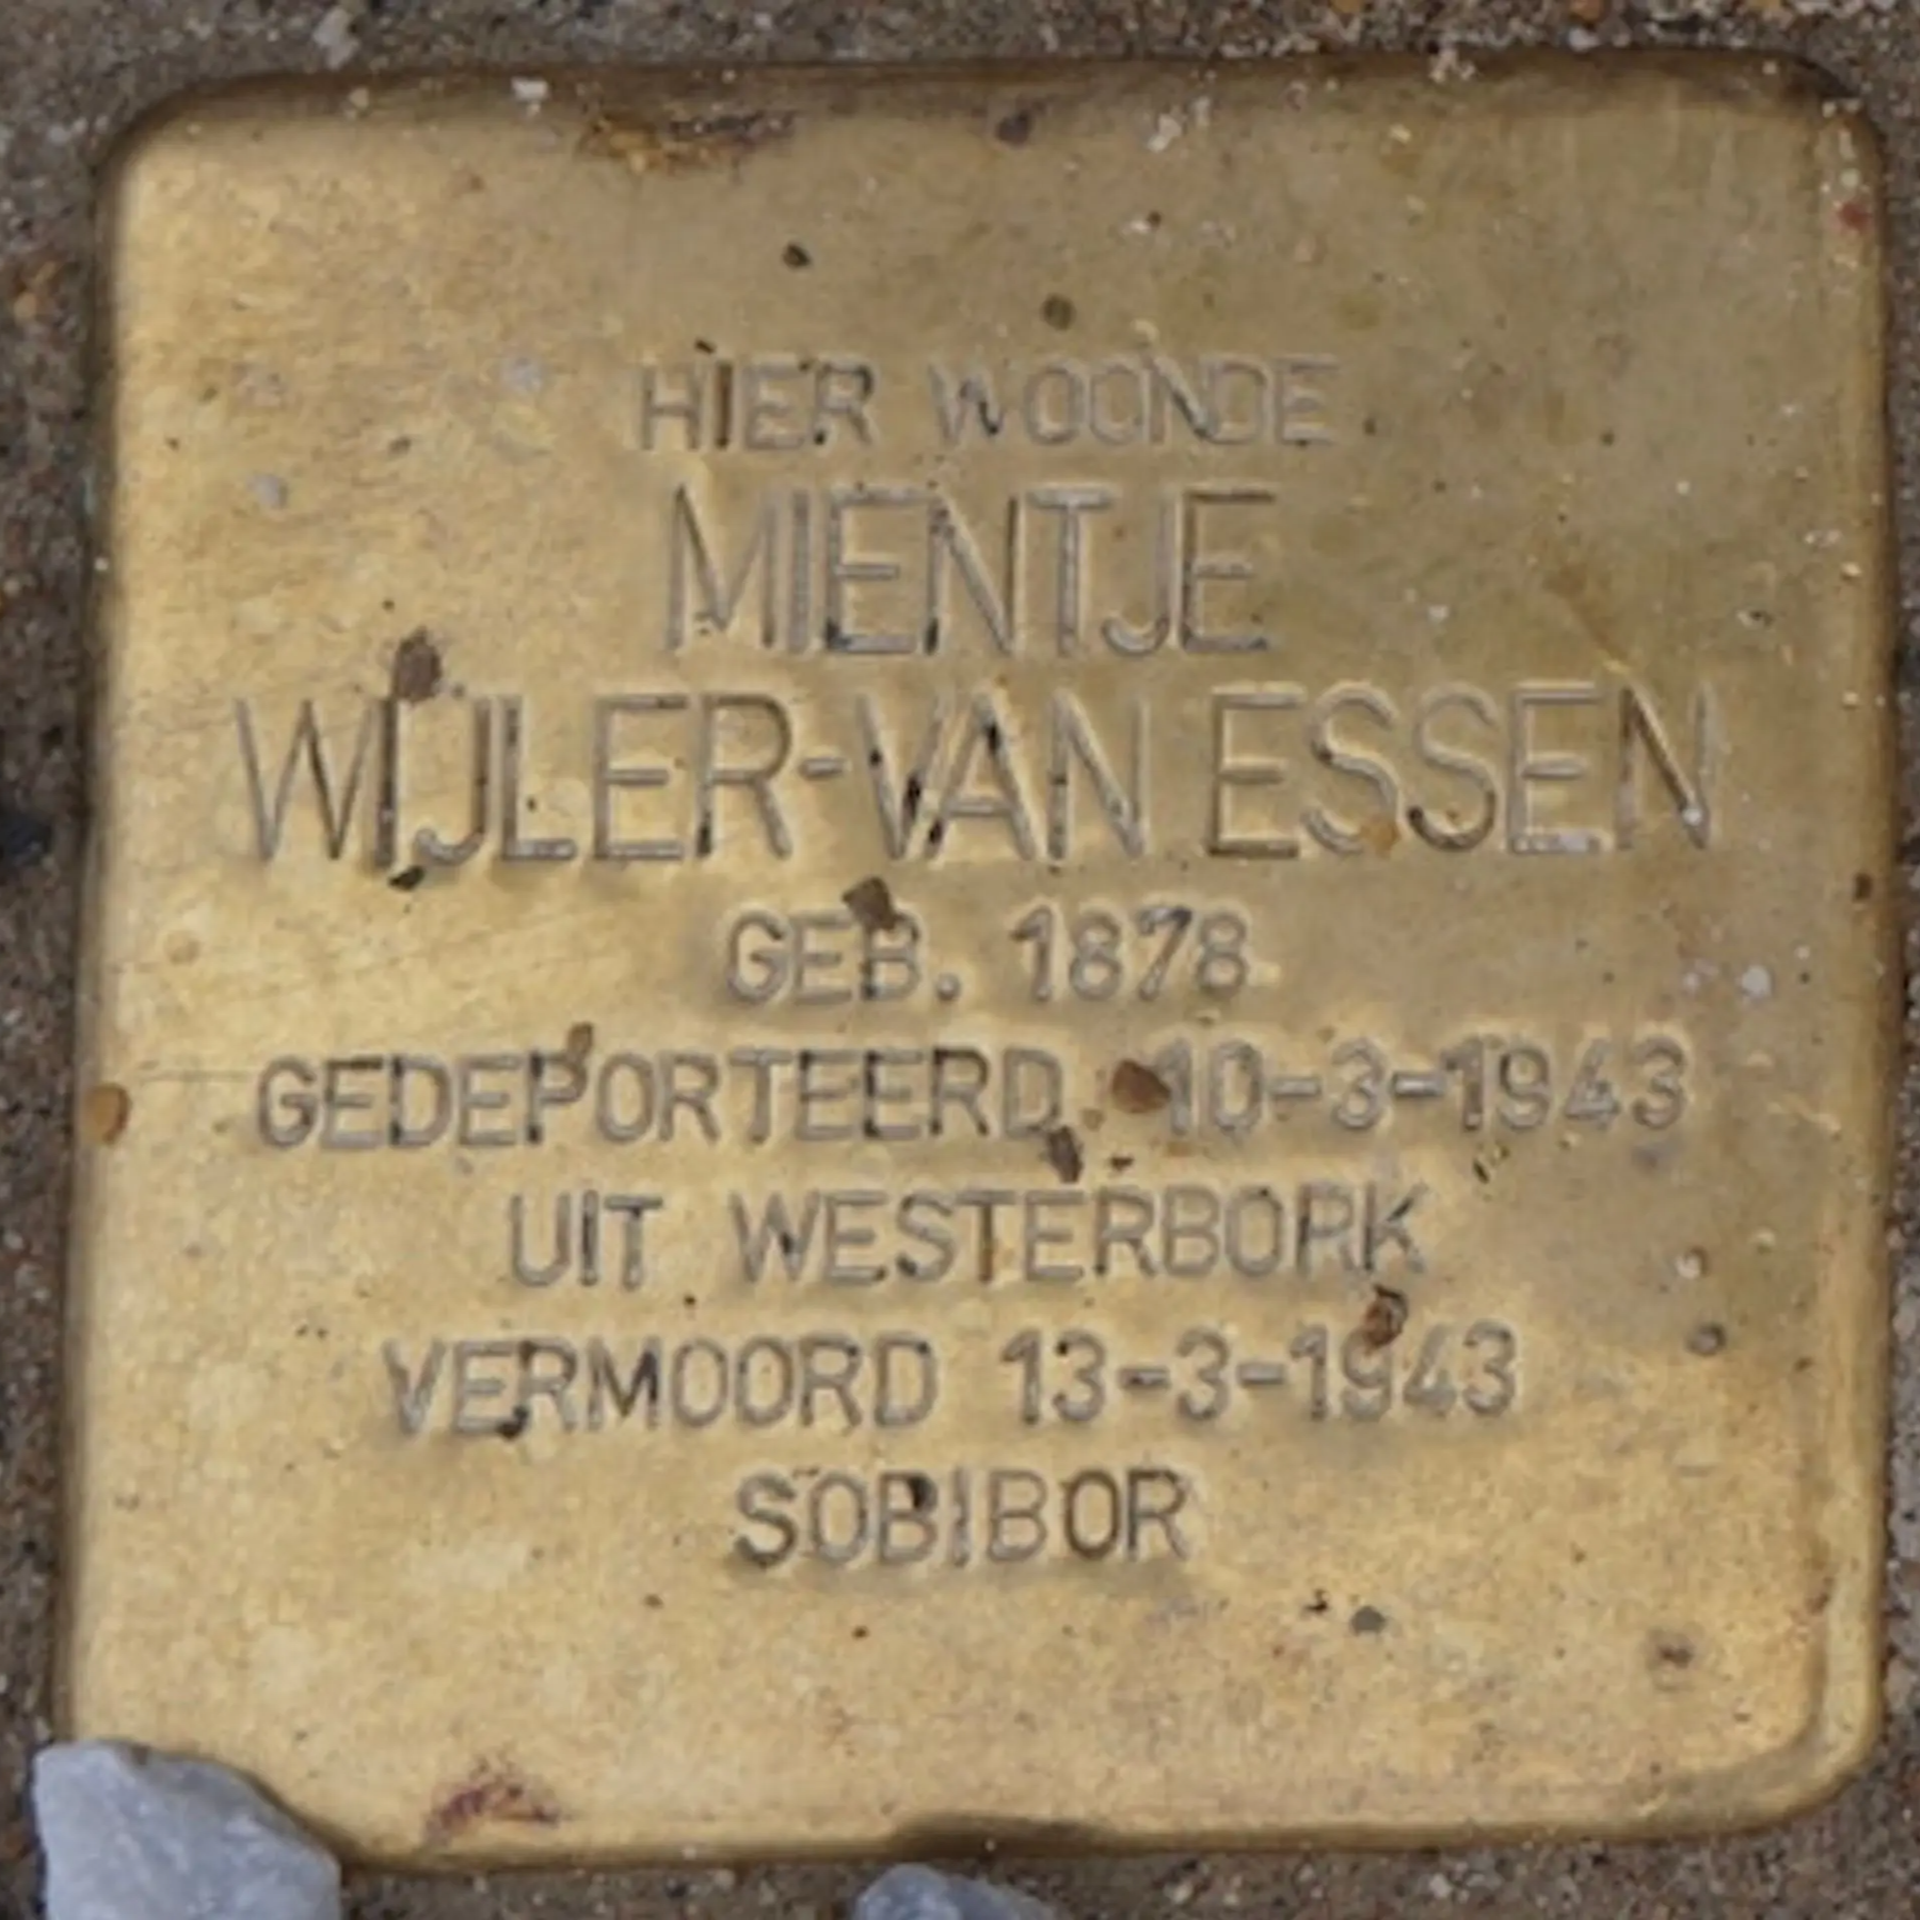 HIER WOONDE
MIENTJE
WIJLER-VAN ESSEN
GEB. 1878
GEDEPORTEERD 10-3-1943
UIT WESTERBORK
VERMOORD 13-3-1943
SOBIBOR